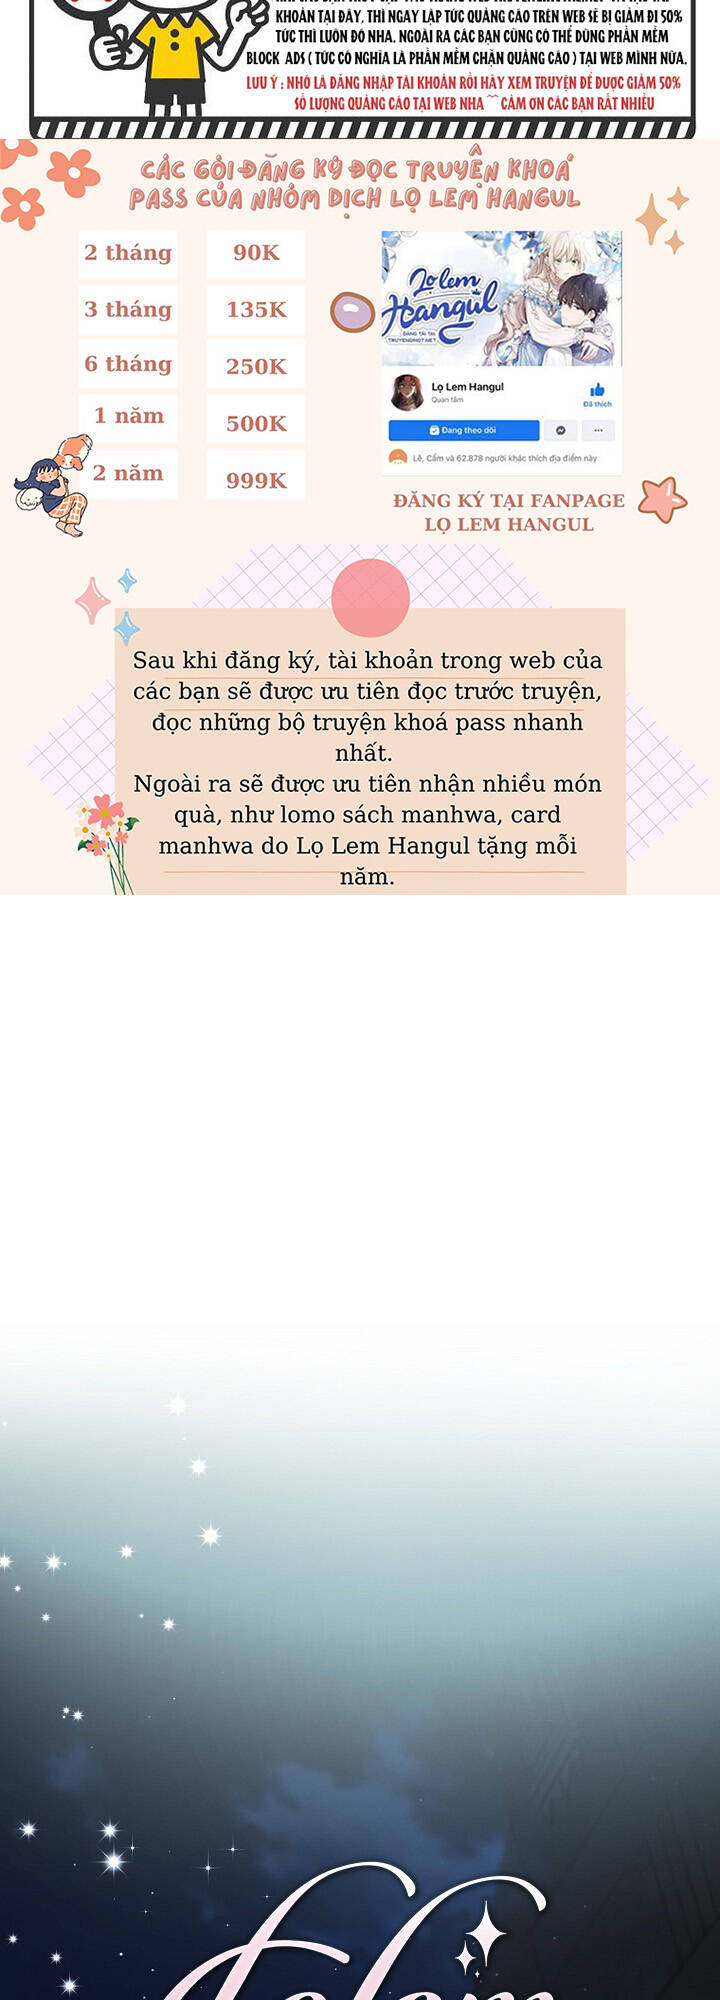 KHOẢN TẠI ĐÂY, THÌ NGAY LẬP TỨC QUẢNG CÁO TRÊN WEB SẼ BỊ GIẢM ĐI 50%
TỨC THÌ LUÔN ĐÓ NHA. NGOÀI RA CÁC BẠN CŨNG CÓ THỂ DÙNG PHẦN MỀM
BLOCK ADS ( TỨC CÓ NGHĨA LÀ PHẦN MỀM CHẶN QUẢNG CÁO ) TẠI WEB MÌNH NỮA.
LƯU Ý : NHỚ LÀ ĐĂNG NHẬP TÀI KHOẢN RỒI HÃY XEM TRUYỆN ĐỂ ĐƯỢC GIẢM 50%
SỐ LƯỢNG QUẢNG CÁO TẠI WEB NHA ^^ CẢM ƠN CÁC BẠN RẤT NHIỀU
CÁC GÓI ĐĂNG KÝ ĐỌC TRUYỆN KHOÁ
PASS CỦA NHÓM DỊCH LỌ LEM HANGUL
2 tháng 90K
3 tháng 135K
6 tháng 250K
1 năm 500K
2 năm 999K
Lọ lem
Hangul
ĐĂNG TẢI TẠI
TRUYENGIHOT.NET
Lọ Lem Hangul
Quan tâm
Đã thích
Đang theo dõi
Lê, Cẩm và 62.878 người khác thích địa điểm này
ĐĂNG KÝ TẠI FANPAGE
LỌ LEM HANGUL
Sau khi đăng ký, tài khoản trong web của
các bạn sẽ được ưu tiên đọc trước truyện,
đọc những bộ truyện khoá pass nhanh
nhất.
Ngoài ra sẽ được ưu tiên nhận nhiều món
quà, như lomo sách manhwa, card
manhwa do Lọ Lem Hangul tặng mỗi
năm.